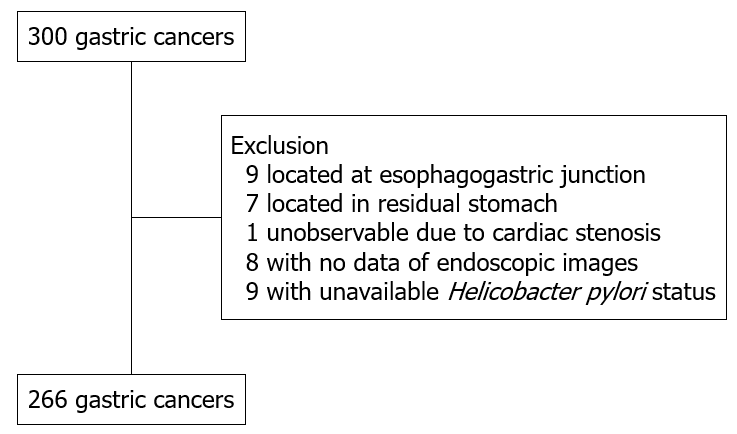 300 gastric cancers
Exclusion
9 located at esophagogastric junction
7 located in residual stomach
1 unobservable due to cardiac stenosis
8 with no data of endoscopic images
9 with unavailable Helicobacter pylori status
266 gastric cancers